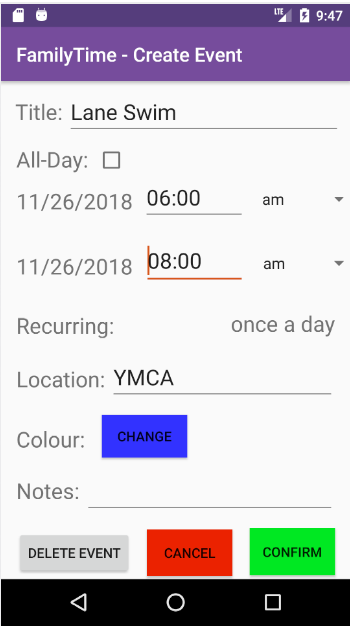 LTE 9:47
FamilyTime - Create Event
Title: Lane Swim
All-Day:
11/26/2018 06:00 am
11/26/2018 08:00 am
Recurring: once a day
Location: YMCA
Colour: CHANGE
Notes:
DELETE EVENT CANCEL CONFIRM